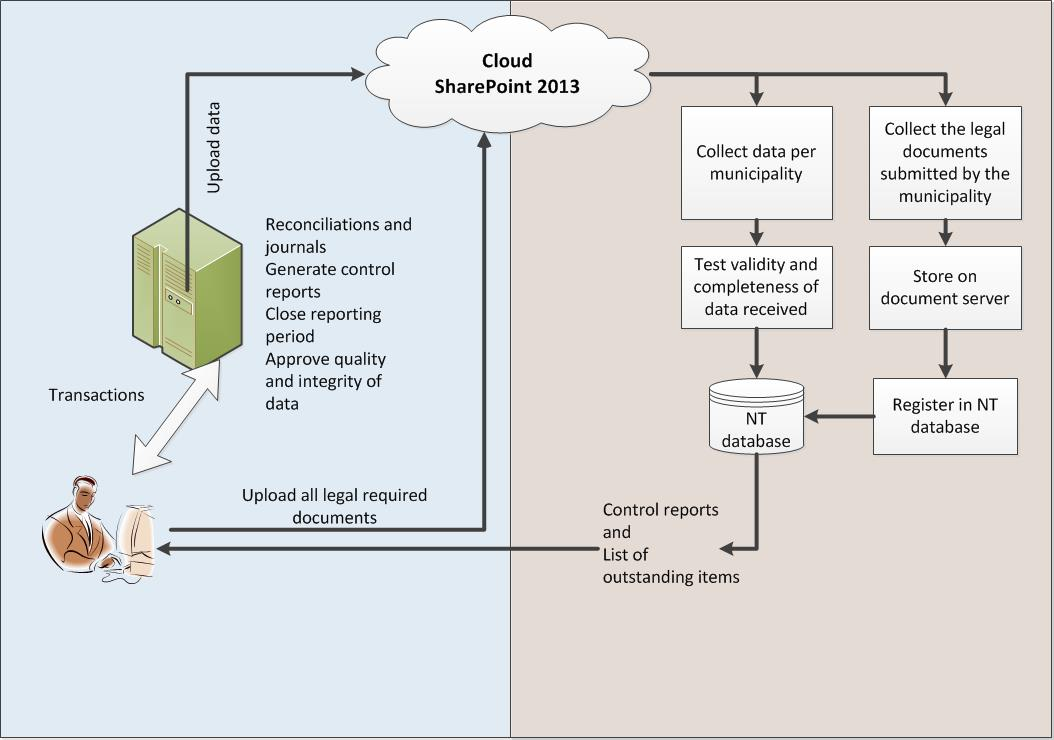 Cloud
SharePoint 2013
Upload data
Reconciliations and
journals
Generate control
reports
Close reporting
period
Approve quality
and integrity of
data
Transactions
Upload all legal required
documents
Collect data per
municipality
Collect the legal
documents
submitted by the
municipality
Test validity and
completeness of
data received
Store on
document server
NT
database
Register in NT
database
Control reports
and
List of
outstanding items